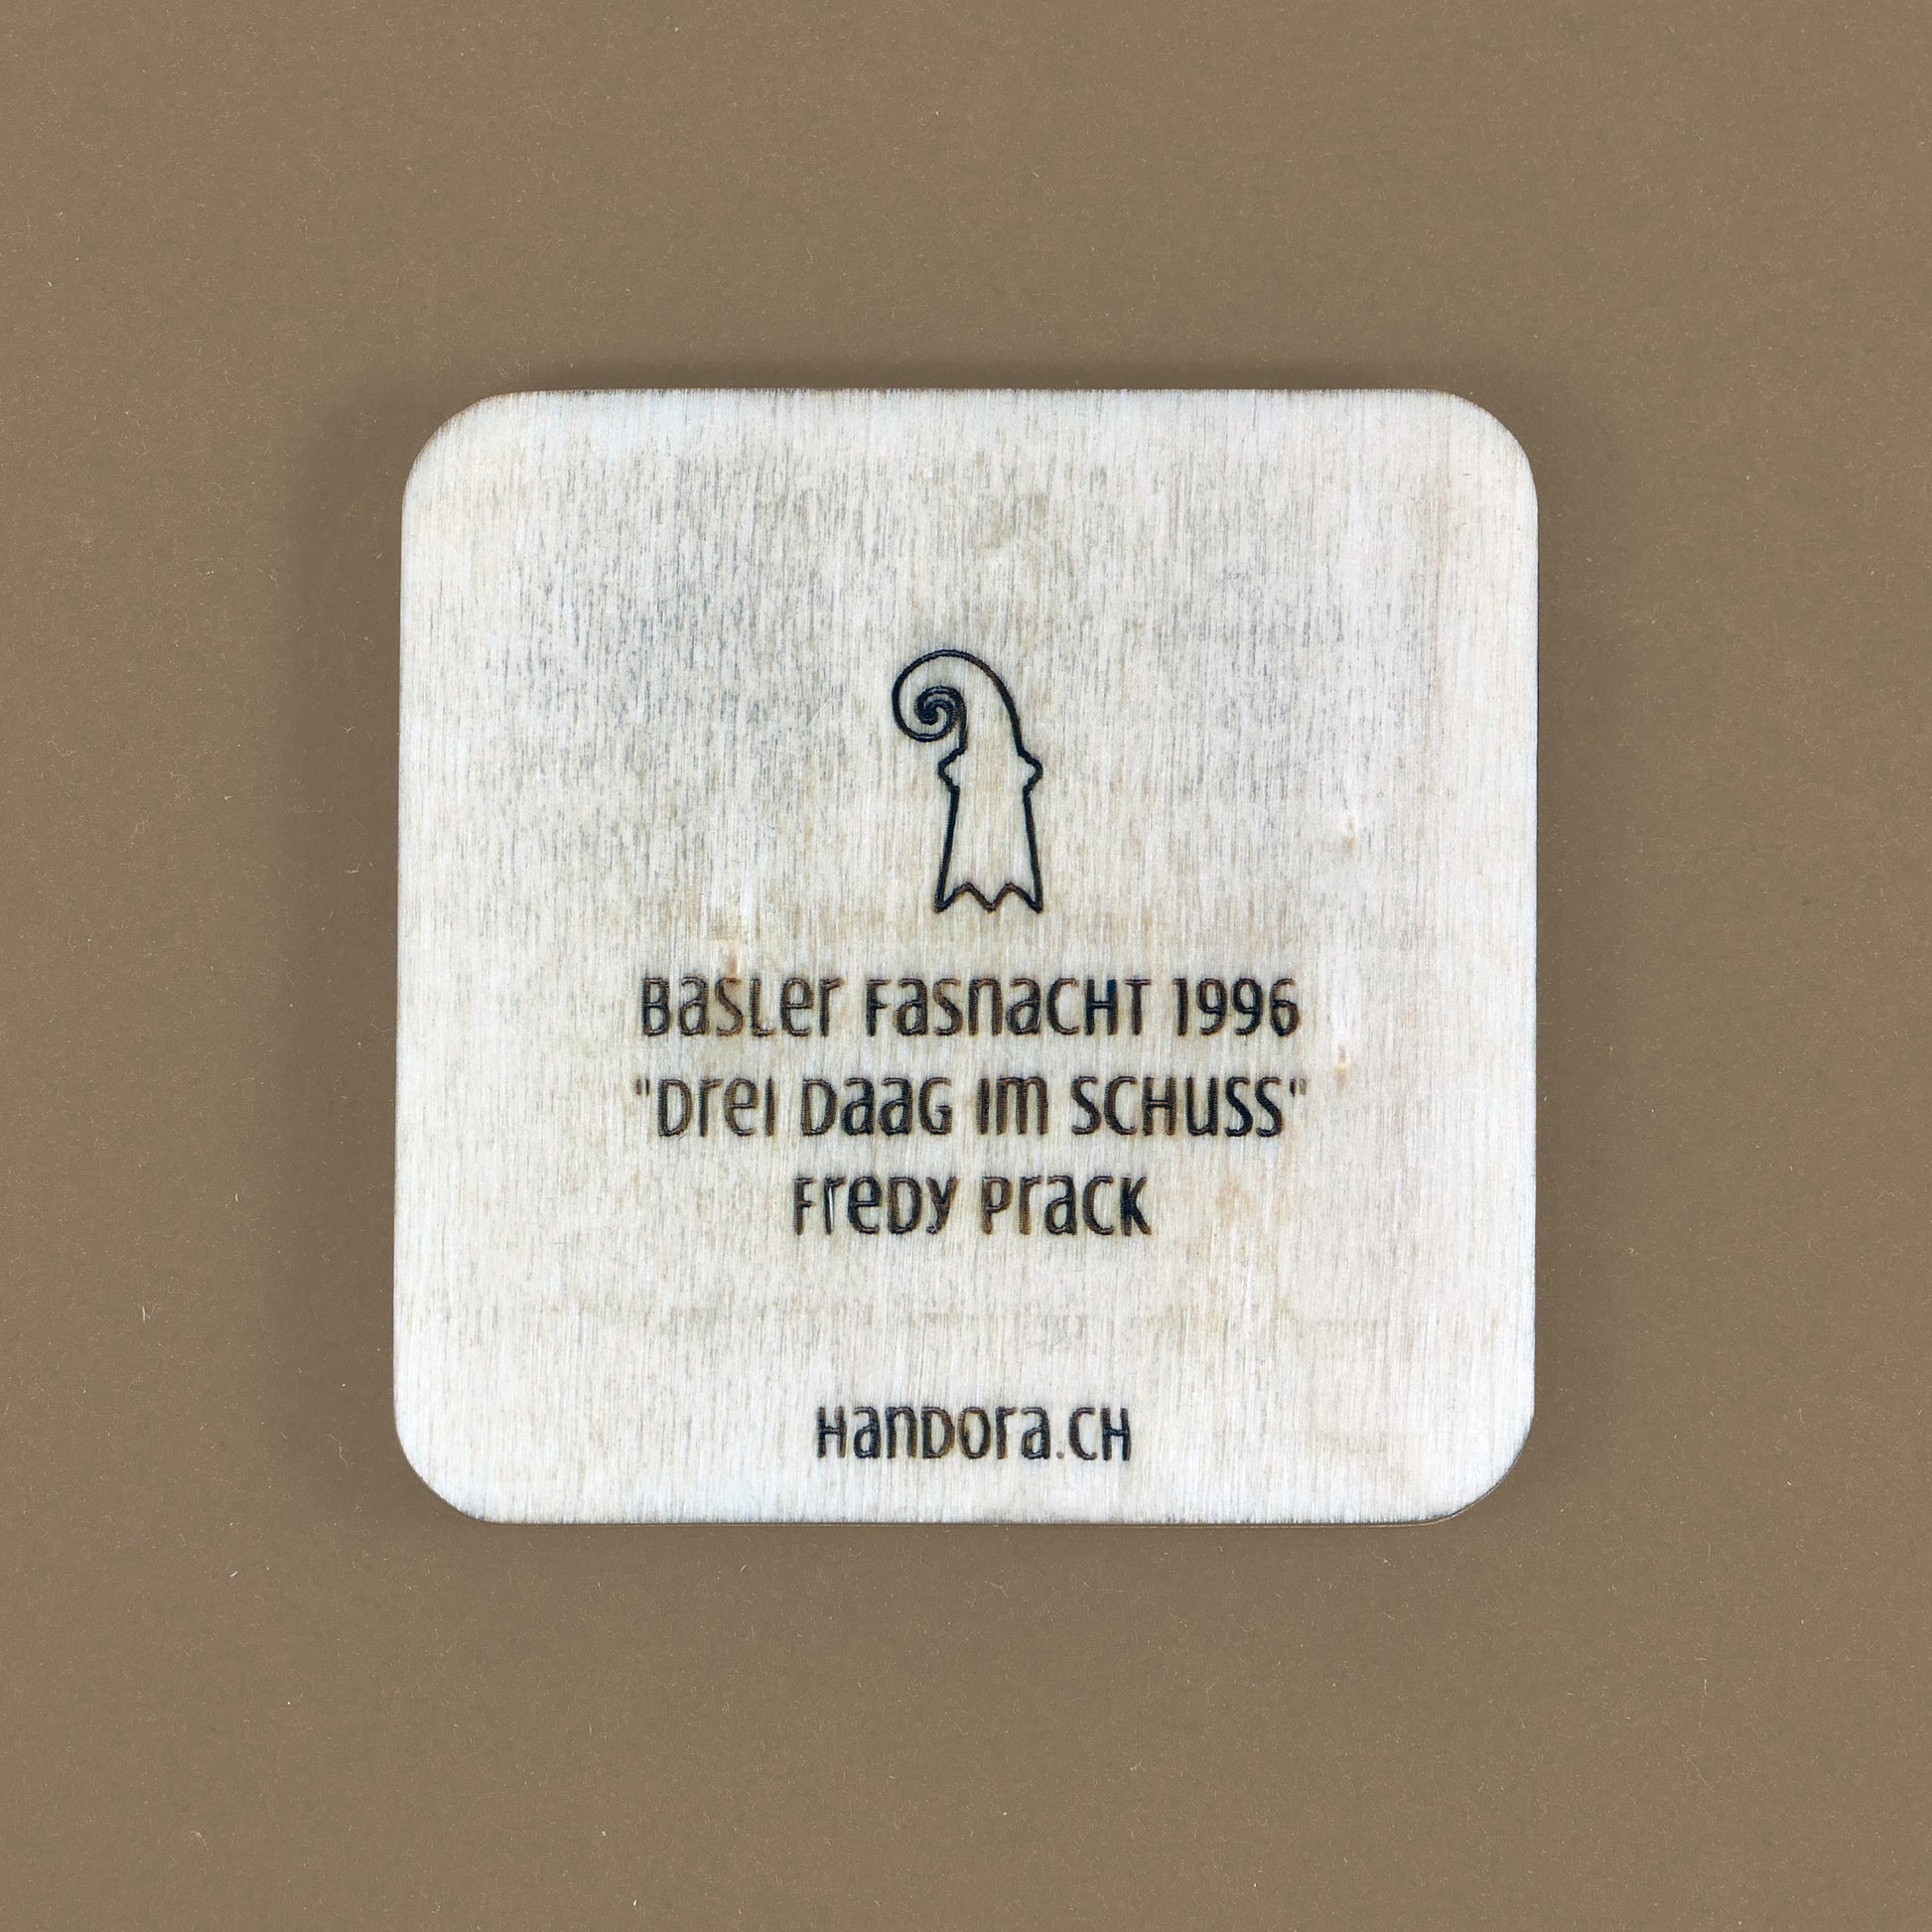 Basler Fasnacht 1996
"Drei Daag im Schuss"
Fredy Prack
Handora.ch